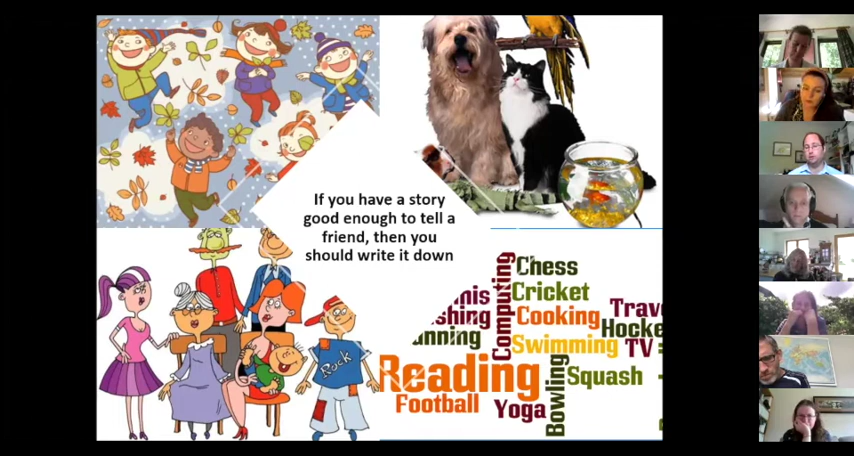 If you have a story
good enough to tell a
friend, then you
should write it down
Chess
Computing
Cricket
Cooking
Swimming
TV
Reading
Bowling
Squash
Football
Yoga
Rock